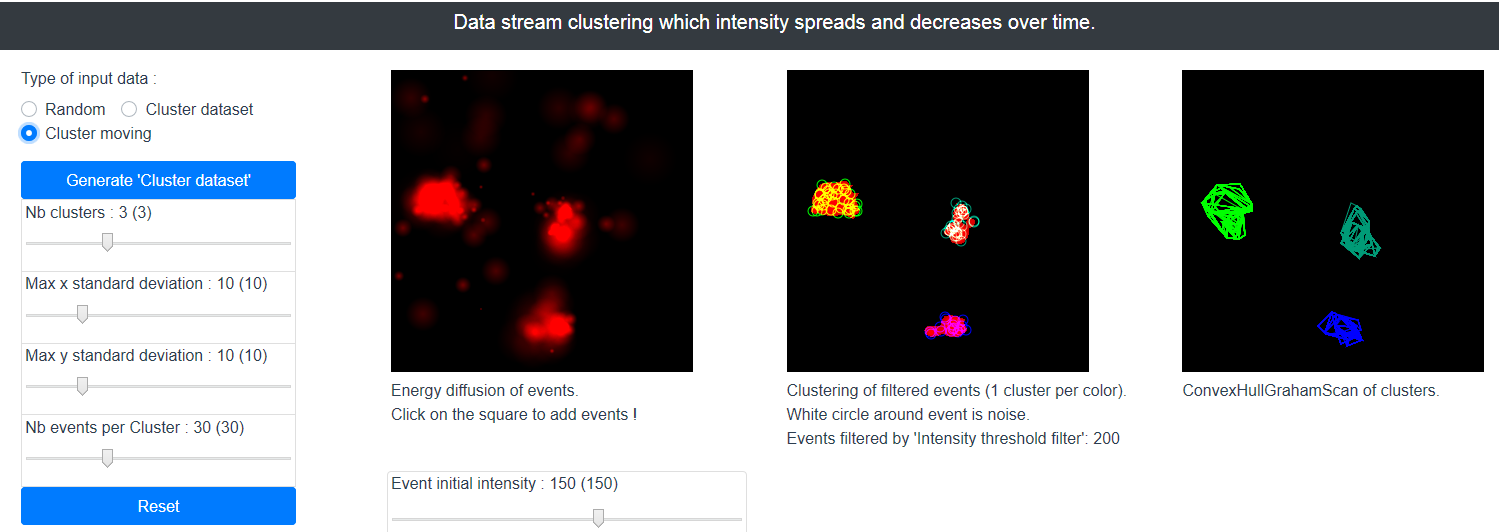 Data stream clustering which intensity spreads and decreases over time.
Type of input data :
Random Cluster dataset
Cluster moving
Generate 'Cluster dataset'
Nb clusters : 3 (3)
Max x standard deviation : 10 (10)
Max y standard deviation : 10 (10)
Nb events per Cluster : 30 (30)
Reset
Energy diffusion of events.
Click on the square to add events !
Event initial intensity : 150 (150)
Clustering of filtered events (1 cluster per color).
White circle around event is noise.
Events filtered by 'Intensity threshold filter': 200
ConvexHullGrahamScan of clusters.